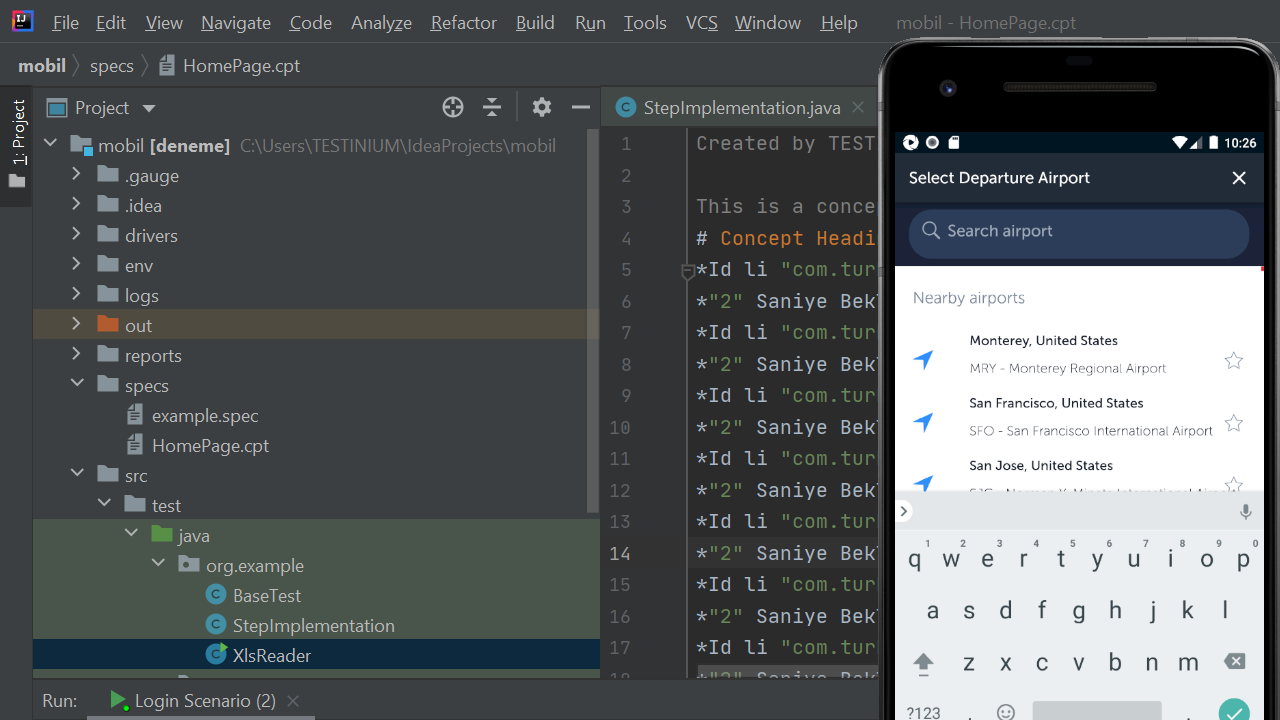 File Edit View Navigate Code Analyze Refactor Build Run Tools VCS Window Help mobil - HomePage.cpt
mobil specs HomePage.cpt
1: Project
Project
mobil [deneme] C:\Users\TESTINIUM\IdeaProjects\mobil
.gauge
.idea
drivers
env
logs
out
reports
specs
example.spec
HomePage.cpt
src
test
java
org.example
BaseTest
StepImplementation
XlsReader
Run: Login Scenario (2)
StepImplementation.java
1 Created by TEST
2
3 This is a conce
4 # Concept Headi
5 *Id li "com.tur
6 *"2" Saniye Bek
7 *Id li "com.tur
8 *"2" Saniye Bek
9 *Id li "com.tur
10 *"2" Saniye Bek
11 *Id li "com.tur
12 *"2" Saniye Bek
13 *Id li "com.tur
14 *"2" Saniye Bek
15 *Id li "com.tur
16 *"2" Saniye Bek
17 *Id li "com.tur
18 *"2" Saniye Bek
10:26
Select Departure Airport
Search airport
Nearby airports
Monterey, United States
MRY - Monterey Regional Airport
San Francisco, United States
SFO - San Francisco International Airport
San Jose, United States
1 2 3 4 5 6 7 8 9 0
q w e r t y u i o p
a s d f g h j k l
z x c v b n m
?123 , .